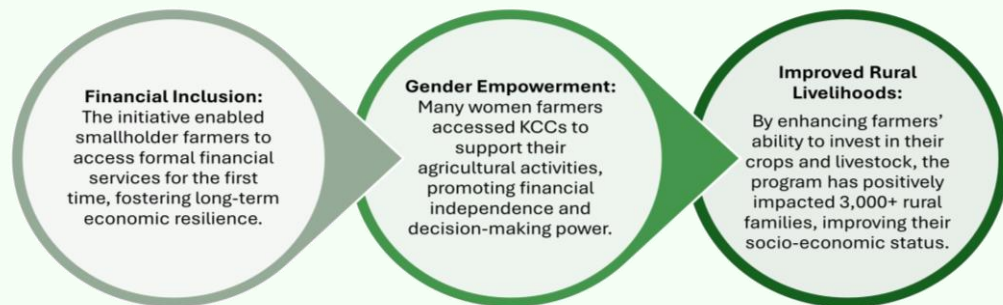 Financial Inclusion:
The initiative enabled
smallholder farmers to
access formal financial
services for the first
time, fostering long-term
economic resilience.
Gender Empowerment:
Many women farmers
accessed KCCs to
support their
agricultural activities,
promoting financial
independence and
decision-making power.
Improved Rural
Livelihoods:
By enhancing farmers’
ability to invest in their
crops and livestock, the
program has positively
impacted 3,000+ rural
families, improving their
socio-economic status.